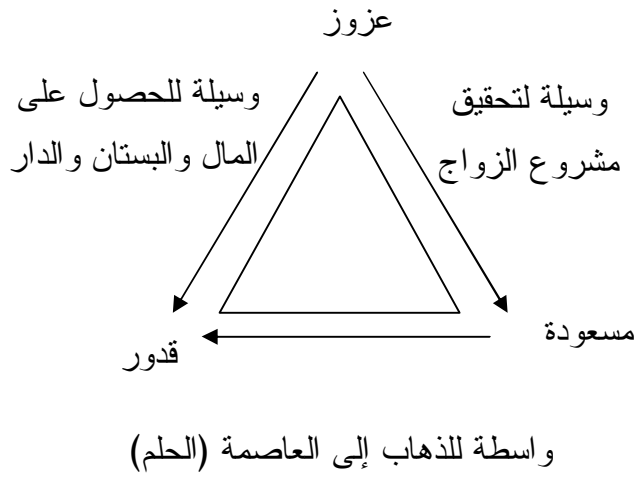 عزوز
وسيلة للحصول على
المال والبستان والدار
وسيلة لتحقيق
مشروع الزواج
مسعودة
قدور
واسطة للذهاب إلى العاصمة (الحلم)